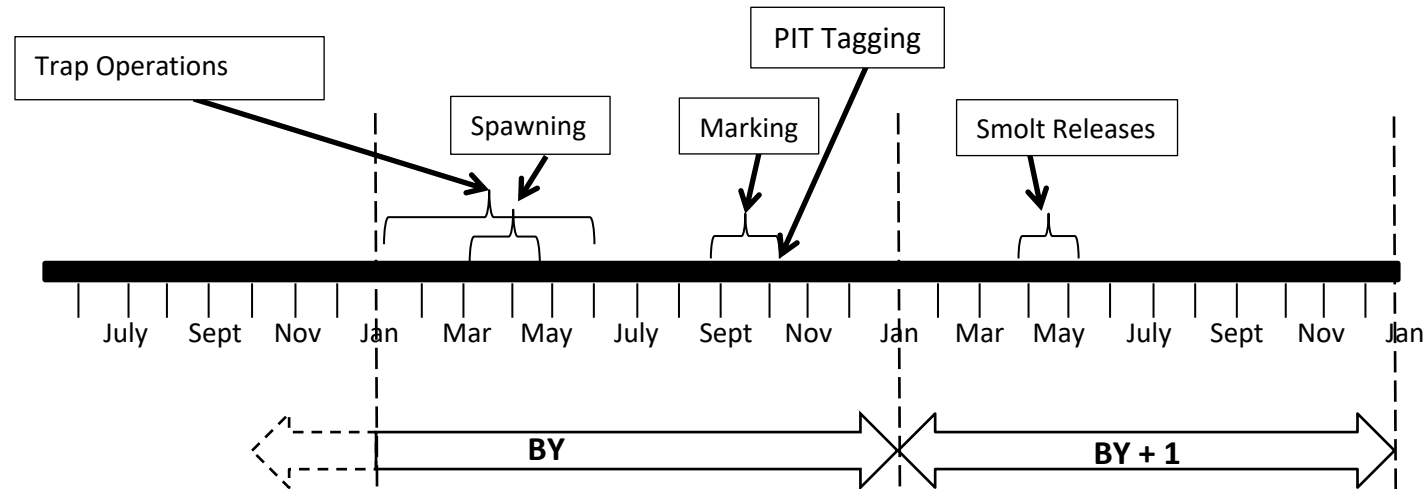 PIT Tagging
Trap Operations
Spawning
Marking
Smolt Releases
July Sept Nov Jan Mar May July Sept Nov Jan Mar May July Sept Nov Jan
BY BY + 1